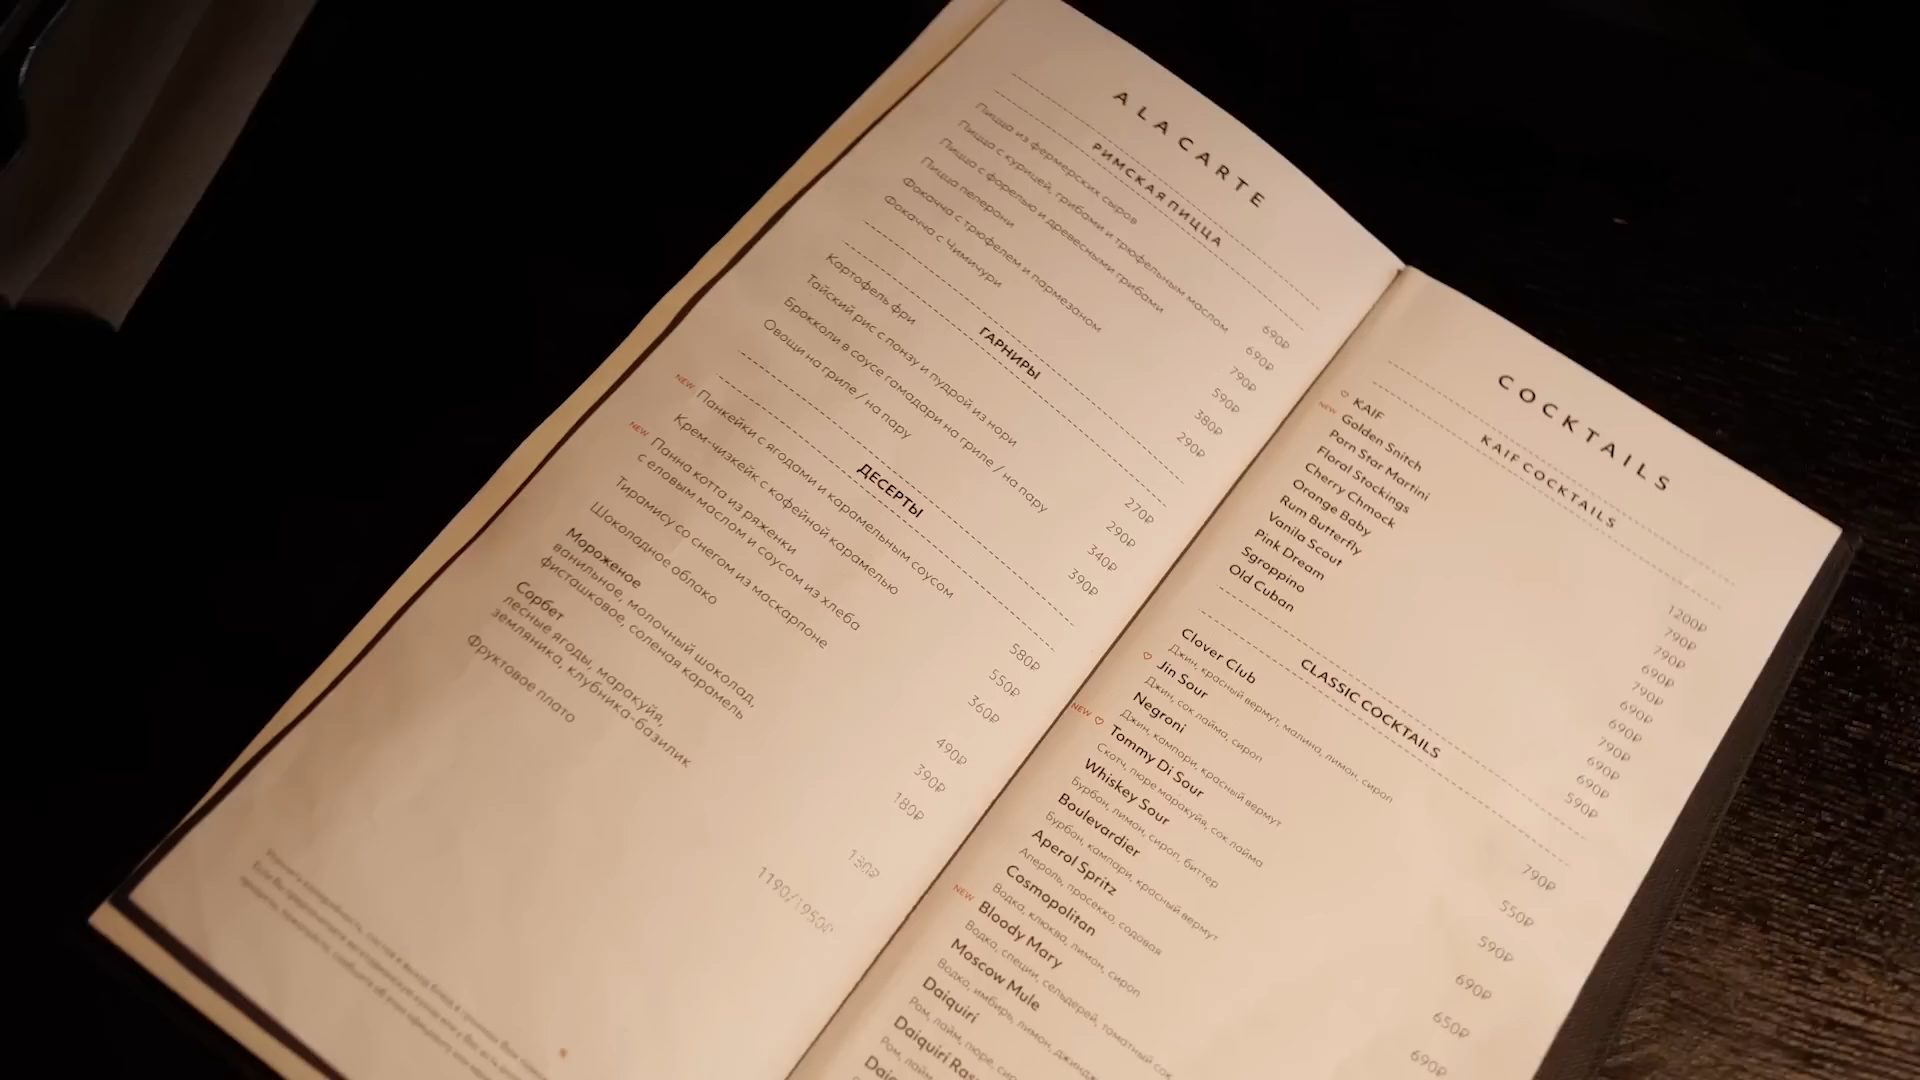 A LA CARTE
РИМСКАЯ ПИЦЦА
Пицца из фермерских сыров 690₽
Пицца с курицей, грибами и трюфельным маслом 690₽
Пицца с форелью и древесными грибами 790₽
Пицца пеперони 590₽
Фокачча с трюфелем и пармезаном 380₽
Фокачча с Чимичури 290₽
ГАРНИРЫ
Картофель фри 270₽
Тайский рис с понзу и пудрой из нори 290₽
Брокколи в соусе гамадари на гриле / на пару 340₽
Овощи на гриле / на пару 390₽
ДЕСЕРТЫ
NEW Панкейки с ягодами и карамельным соусом 580₽
Крем-чизкейк с кофейной карамелью 550₽
NEW Панна котта из ряженки 360₽
с еловым маслом и соусом из хлеба
Тирамису со снегом из маскарпоне 490₽
Шоколадное облако 390₽
Мороженое 180₽
ванильное, молочный шоколад,
фисташковое, соленая карамель
Сорбет 130₽
лесные ягоды, маракуйя,
земляника, клубника-базилик
Фруктовое плато 1190/1950₽
COCKTAILS
KAIF COCKTAILS
♡ KAIF 1200₽
NEW Golden Snitch 790₽
Porn Star Martini 790₽
Floral Stockings 690₽
Cherry Chmock 790₽
Orange Baby 690₽
Rum Butterfly 690₽
Vanila Scout 790₽
Pink Dream 690₽
Sgroppino 690₽
Old Cuban 590₽
CLASSIC COCKTAILS
Clover Club 790₽
Джин, красный вермут, малина, лимон, сироп
♡ Jin Sour 550₽
Джин, сок лайма, сироп
Negroni 590₽
Джин, кампари, красный вермут
NEW ♡ Tommy Di Sour 690₽
Скотч, пюре маракуйя, сок лайма
Whiskey Sour 650₽
Бурбон, лимон, сироп, биттер
Boulevardier 690₽
Бурбон, кампари, красный вермут
Aperol Spritz
Апероль, просекко, содовая
Cosmopolitan
Водка, клюква, лимон, сироп
NEW Bloody Mary
Водка, специи, сельдерей, томатный сок
Moscow Mule
Водка, имбирь, лимон,
Daiquiri
Ром, лайм, пюре,
Daiquiri
Ром,